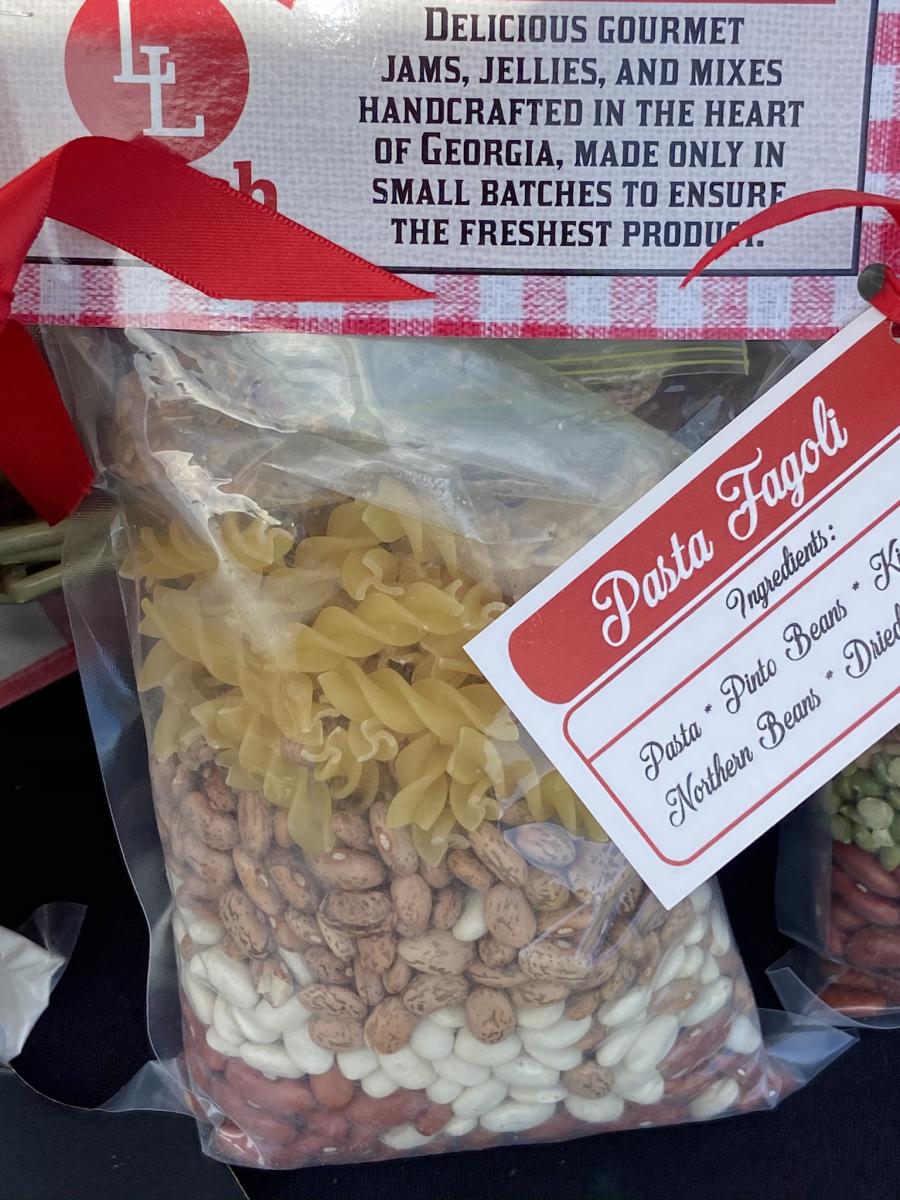 LL
DELICIOUS GOURMET
JAMS, JELLIES, AND MIXES
HANDCRAFTED IN THE HEART
OF GEORGIA, MADE ONLY IN
SMALL BATCHES TO ENSURE
THE FRESHEST PRODUCT.
Pasta Fagoli
Ingredients:
Pasta * Pinto Beans *
Northern Beans * Dried